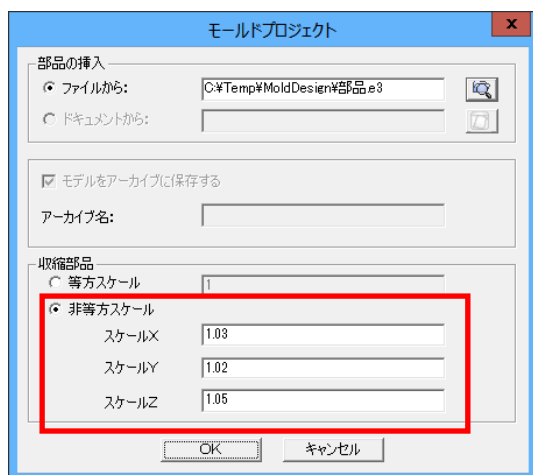 モールドプロジェクト
x
部品の挿入
ファイルから:
C:¥Temp¥MoldDesign¥部品.e3
ドキュメントから:
モデルをアーカイブに保存する
アーカイブ名:
収縮部品
等方スケール
1
非等方スケール
スケールX
1.03
スケールY
1.02
スケールZ
1.05
OK
キャンセル